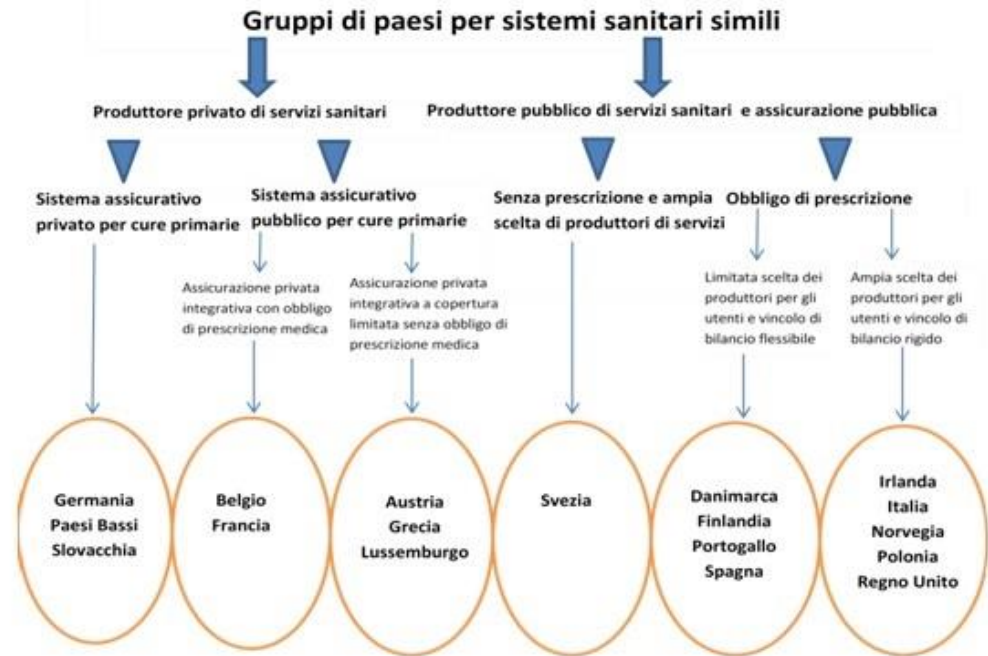 Gruppi di paesi per sistemi sanitari simili
Produttore privato di servizi sanitari
Produttore pubblico di servizi sanitari e assicurazione pubblica
Sistema assicurativo
privato per cure primarie
Sistema assicurativo
pubblico per cure primarie
Senza prescrizione e ampia
scelta di produttori di servizi
Obbligo di prescrizione
Assicurazione privata
integrativa con obbligo
di prescrizione medica
Assicurazione privata
integrativa a copertura
limitata senza obbligo di
prescrizione medica
Limitata scelta dei
produttori per gli
utenti e vincolo di
bilancio flessibile
Ampia scelta dei
produttori per gli
utenti e vincolo di
bilancio rigido
Germania
Paesi Bassi
Slovacchia
Belgio
Francia
Austria
Grecia
Lussemburgo
Svezia
Danimarca
Finlandia
Portogallo
Spagna
Irlanda
Italia
Norvegia
Polonia
Regno Unito